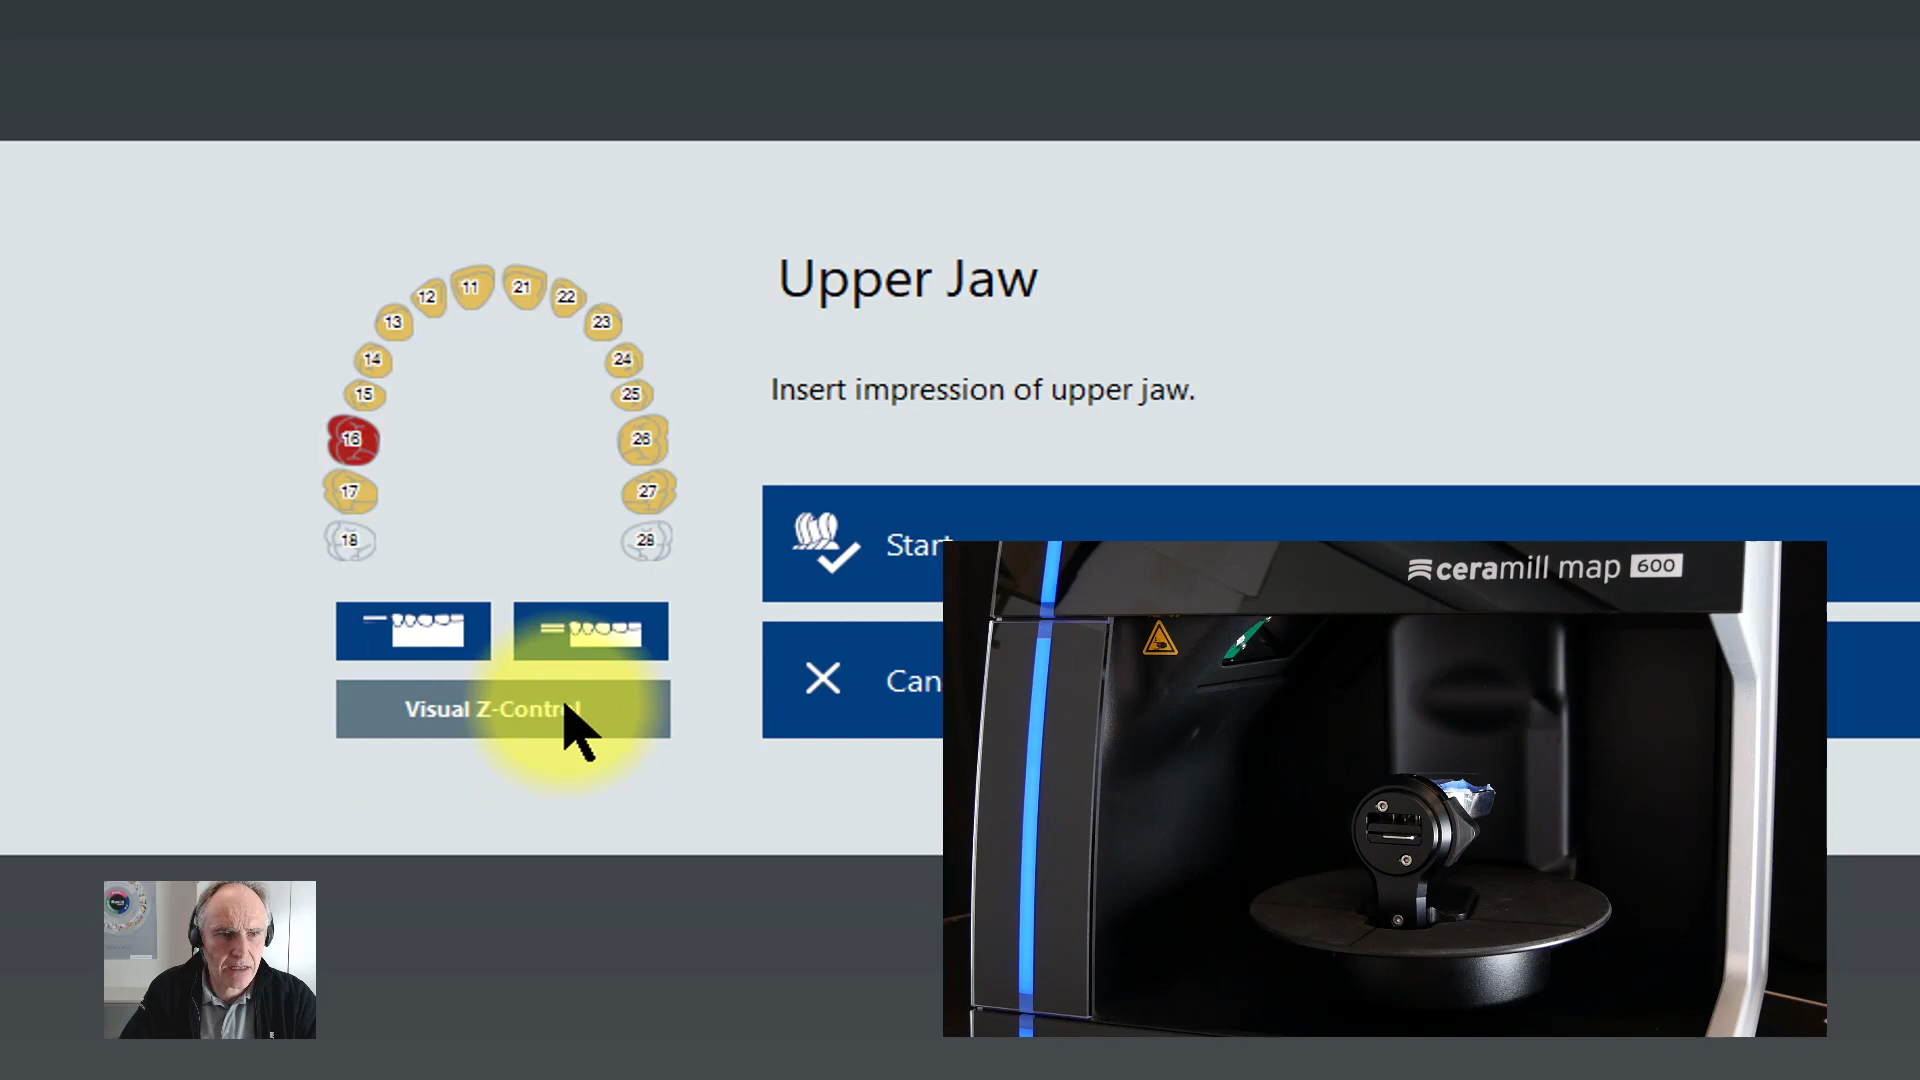 Upper Jaw
Insert impression of upper jaw.
11 21
12 22
13 23
14 24
15 25
16 26
17 27
18 28
Start
Can
Visual Z-Control
ceramill map 600